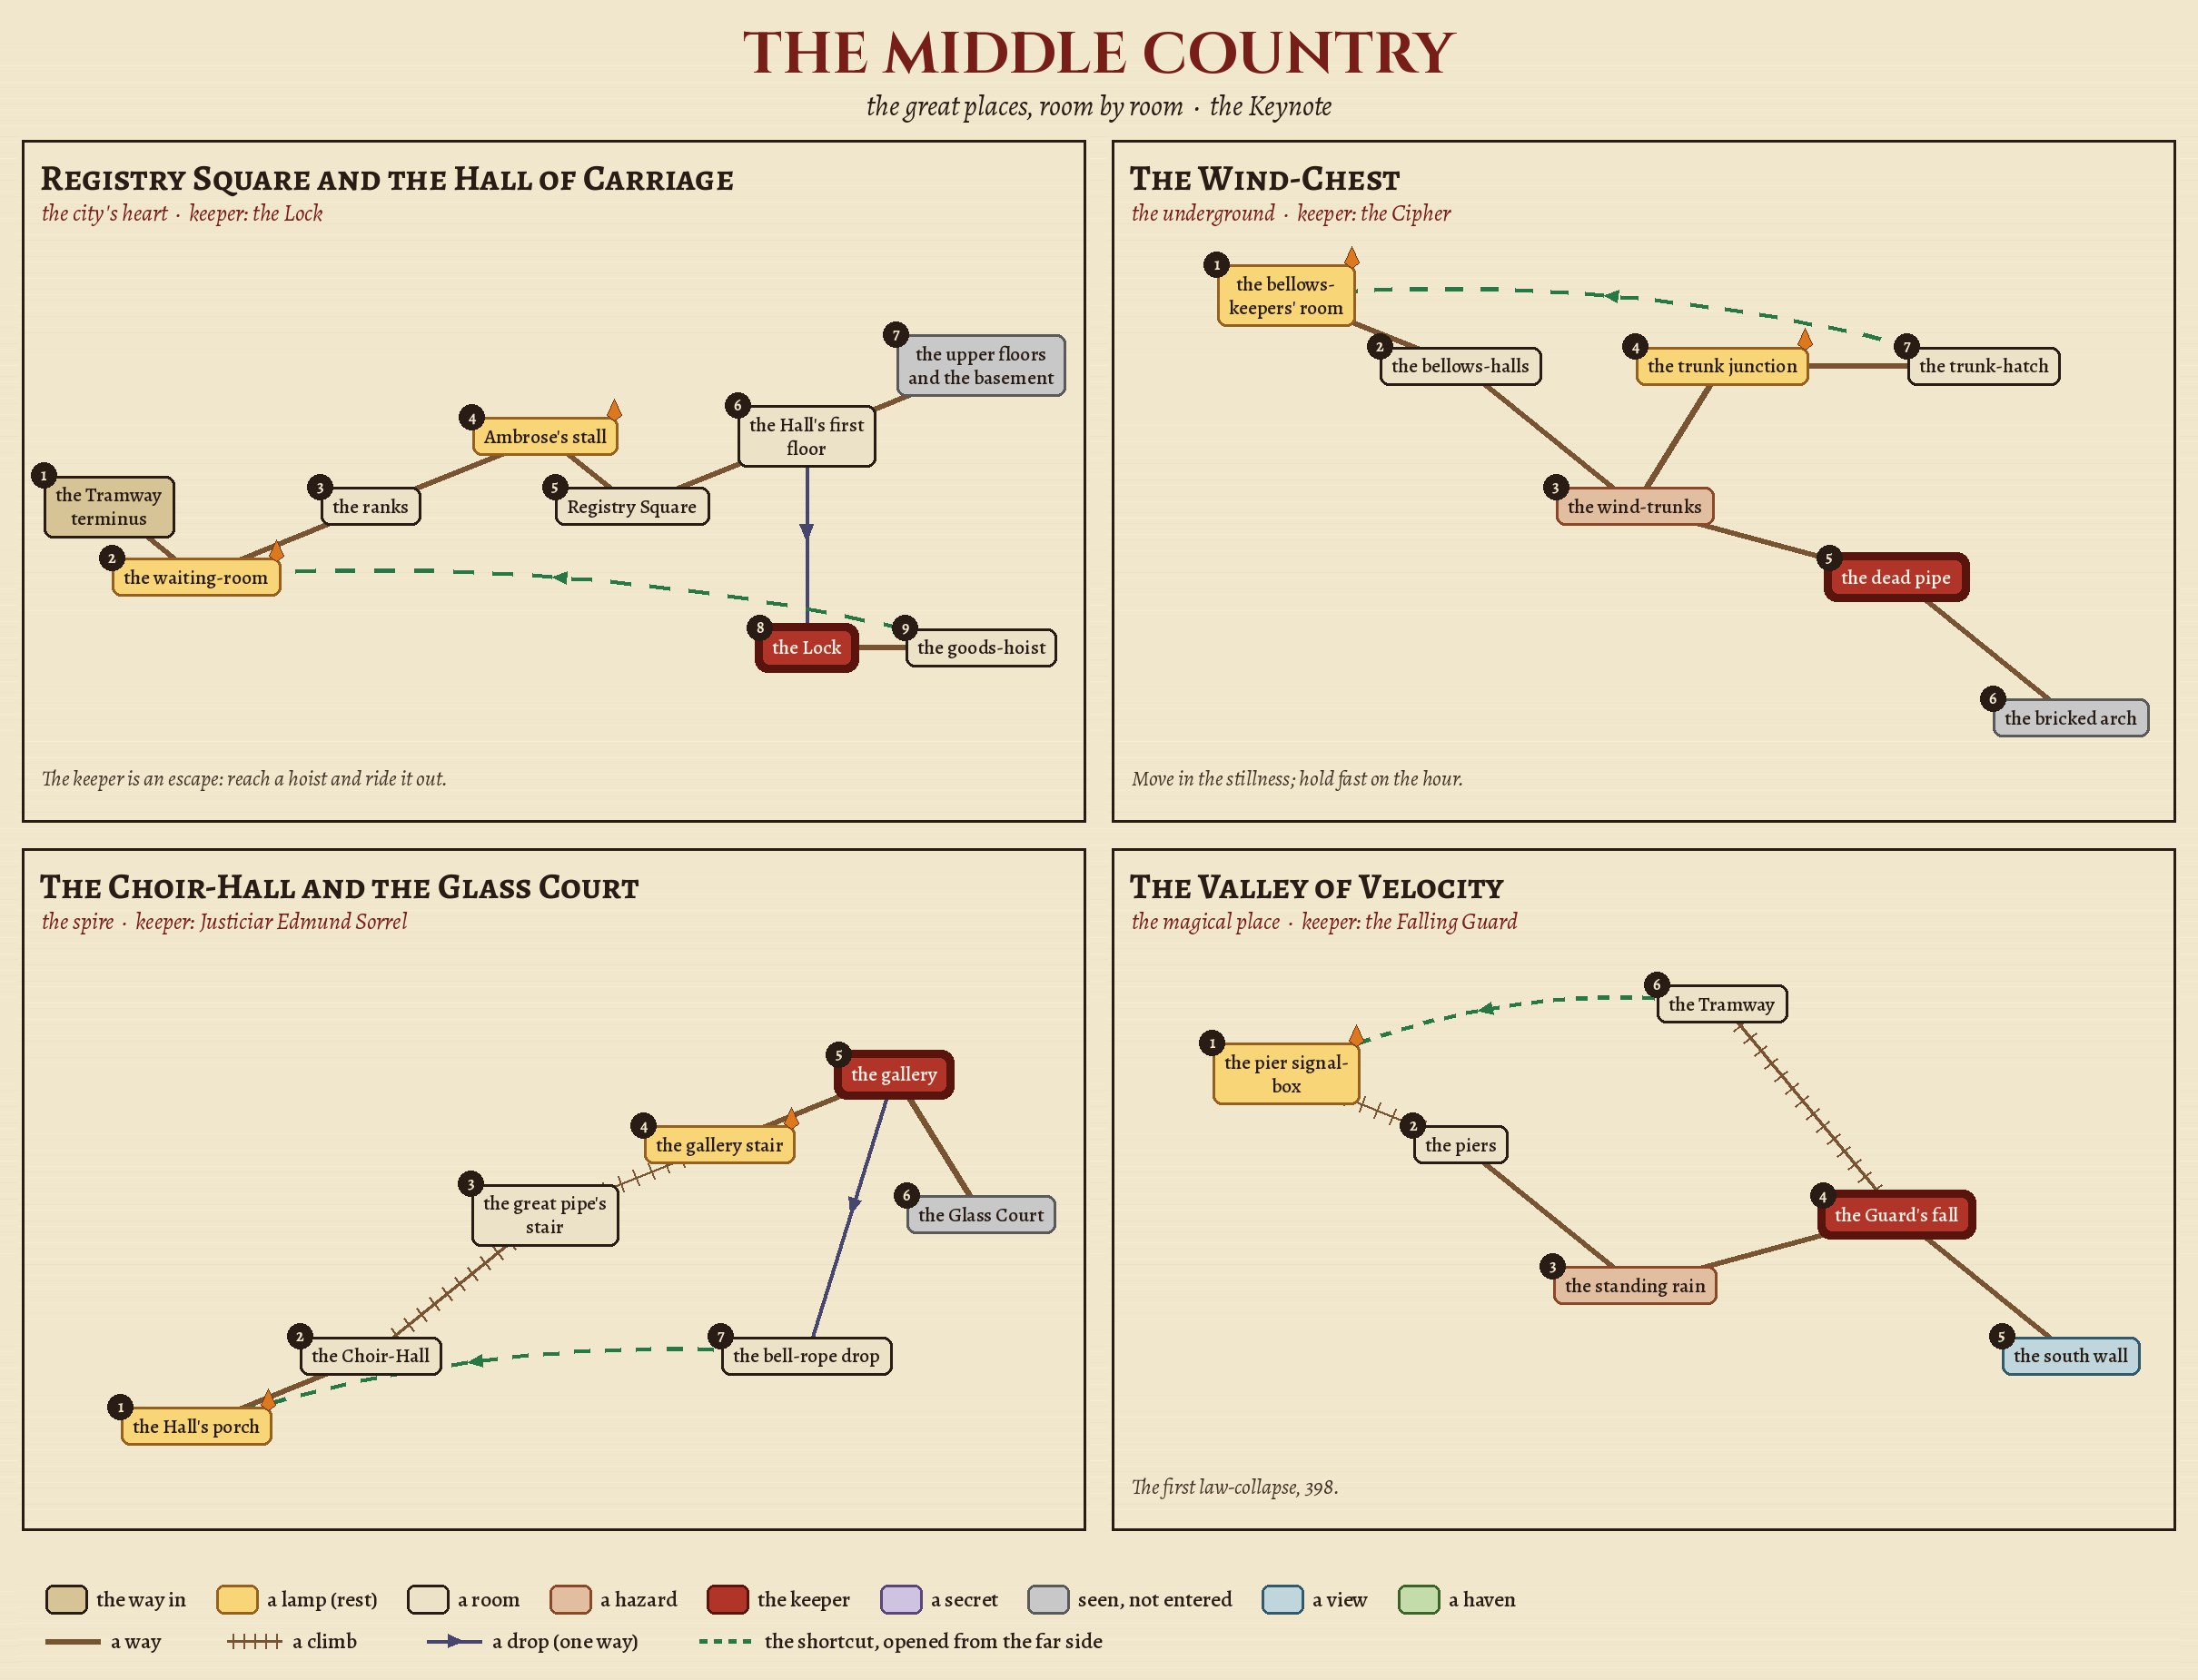 THE MIDDLE COUNTRY
the great places, room by room · the Keynote
REGISTRY SQUARE AND THE HALL OF CARRIAGE
the city's heart · keeper: the Lock
7
the upper floors
and the basement
6
the Hall's first
floor
4
Ambrose's stall
1
the Tramway
terminus
3
the ranks
5
Registry Square
2
the waiting-room
8
the Lock
9
the goods-hoist
The keeper is an escape: reach a hoist and ride it out.
THE WIND-CHEST
the underground · keeper: the Cipher
1
the bellows-
keepers' room
2
the bellows-halls
4
the trunk junction
7
the trunk-hatch
3
the wind-trunks
5
the dead pipe
6
the bricked arch
Move in the stillness; hold fast on the hour.
THE CHOIR-HALL AND THE GLASS COURT
the spire · keeper: Justiciar Edmund Sorrel
5
the gallery
4
the gallery stair
3
the great pipe's
stair
6
the Glass Court
2
the Choir-Hall
7
the bell-rope drop
1
the Hall's porch
THE VALLEY OF VELOCITY
the magical place · keeper: the Falling Guard
6
the Tramway
1
the pier signal-
box
2
the piers
4
the Guard's fall
3
the standing rain
5
the south wall
The first law-collapse, 398.
the way in
a lamp (rest)
a room
a hazard
the keeper
a secret
seen, not entered
a view
a haven
a way
a climb
a drop (one way)
the shortcut, opened from the far side